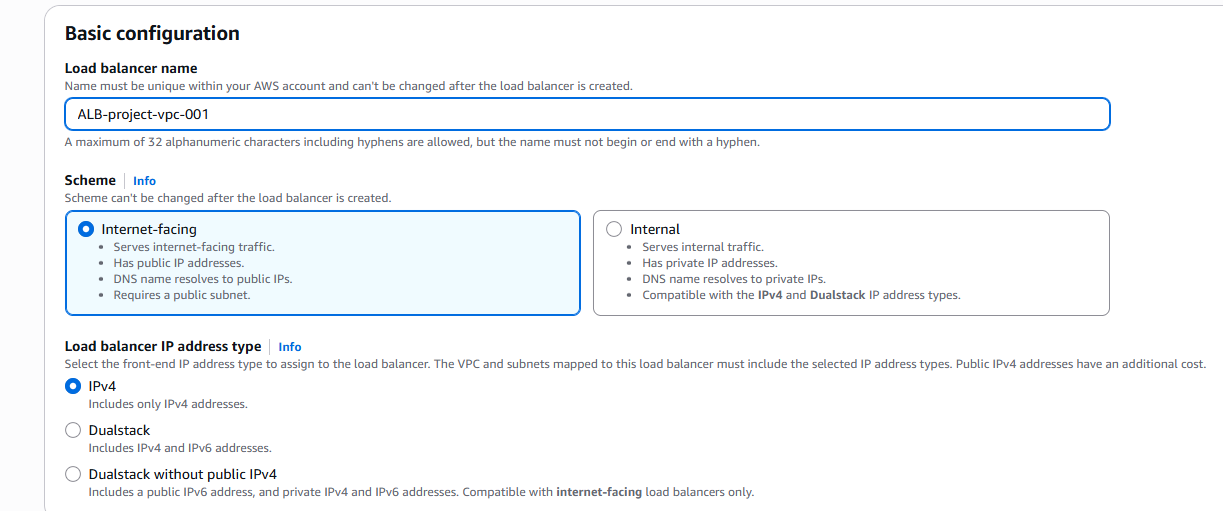 Basic configuration
Load balancer name
Name must be unique within your AWS account and can't be changed after the load balancer is created.
ALB-project-vpc-001
A maximum of 32 alphanumeric characters including hyphens are allowed, but the name must not begin or end with a hyphen.
Scheme Info
Scheme can't be changed after the load balancer is created.
Internet-facing
• Serves internet-facing traffic.
• Has public IP addresses.
• DNS name resolves to public IPs.
• Requires a public subnet.
Internal
• Serves internal traffic.
• Has private IP addresses.
• DNS name resolves to private IPs.
• Compatible with the IPv4 and Dualstack IP address types.
Load balancer IP address type Info
Select the front-end IP address type to assign to the load balancer. The VPC and subnets mapped to this load balancer must include the selected IP address types. Public IPv4 addresses have an additional cost.
IPv4
Includes only IPv4 addresses.
Dualstack
Includes IPv4 and IPv6 addresses.
Dualstack without public IPv4
Includes a public IPv6 address, and private IPv4 and IPv6 addresses. Compatible with internet-facing load balancers only.